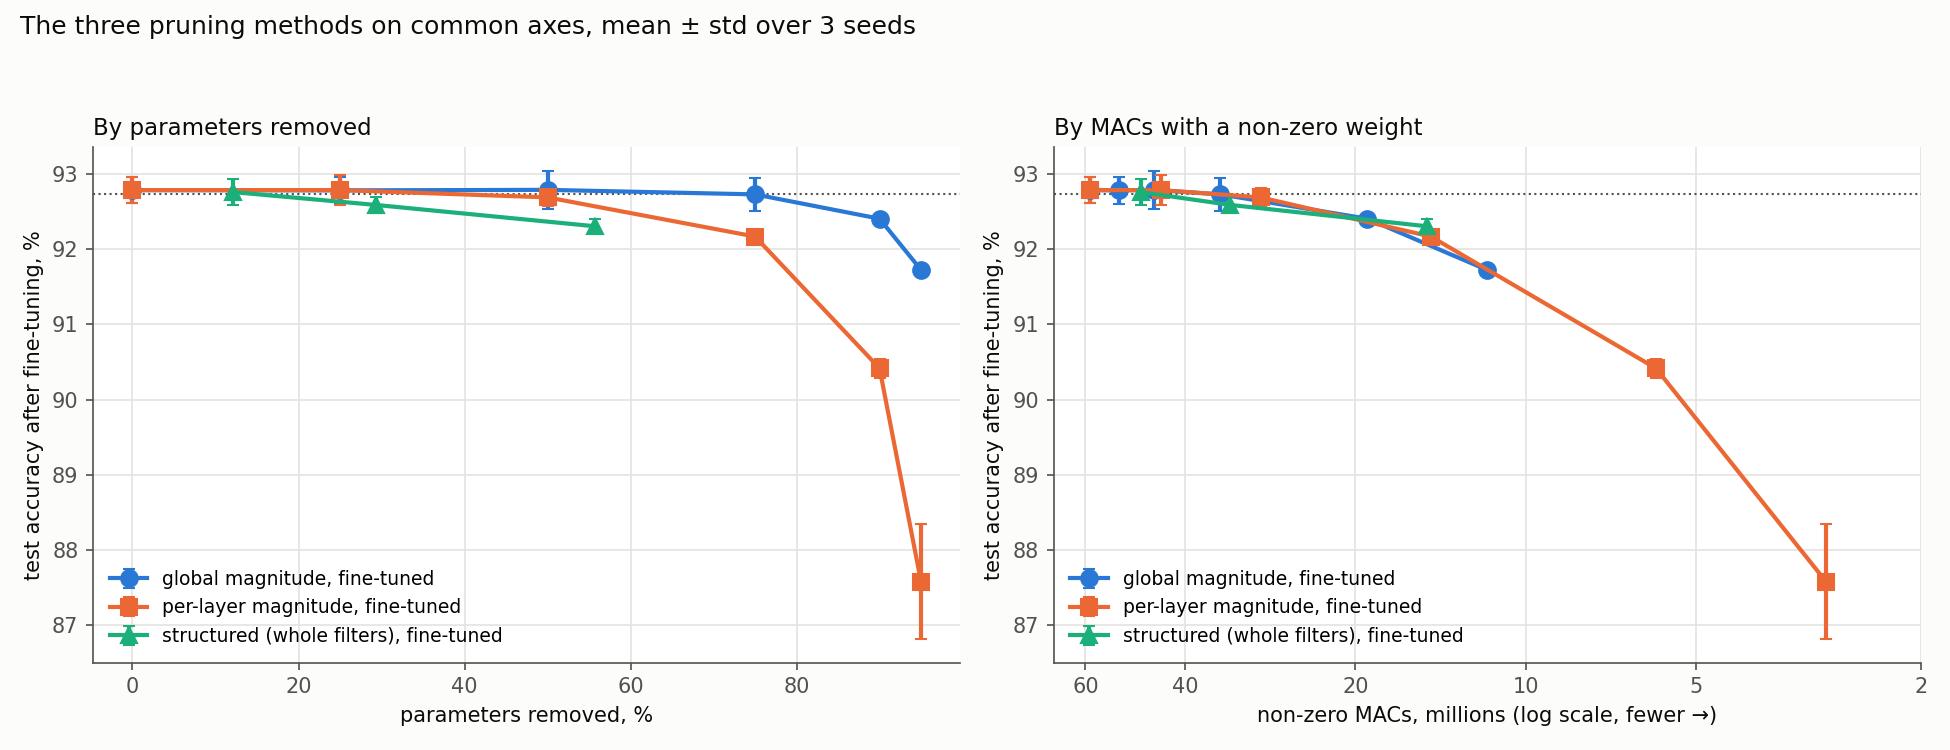 The three pruning methods on common axes, mean ± std over 3 seeds
By parameters removed
test accuracy after fine-tuning, %
93
92
91
90
89
88
87
global magnitude, fine-tuned
per-layer magnitude, fine-tuned
structured (whole filters), fine-tuned
0 20 40 60 80
parameters removed, %
By MACs with a non-zero weight
test accuracy after fine-tuning, %
93
92
91
90
89
88
87
global magnitude, fine-tuned
per-layer magnitude, fine-tuned
structured (whole filters), fine-tuned
60 40 20 10 5 2
non-zero MACs, millions (log scale, fewer →)